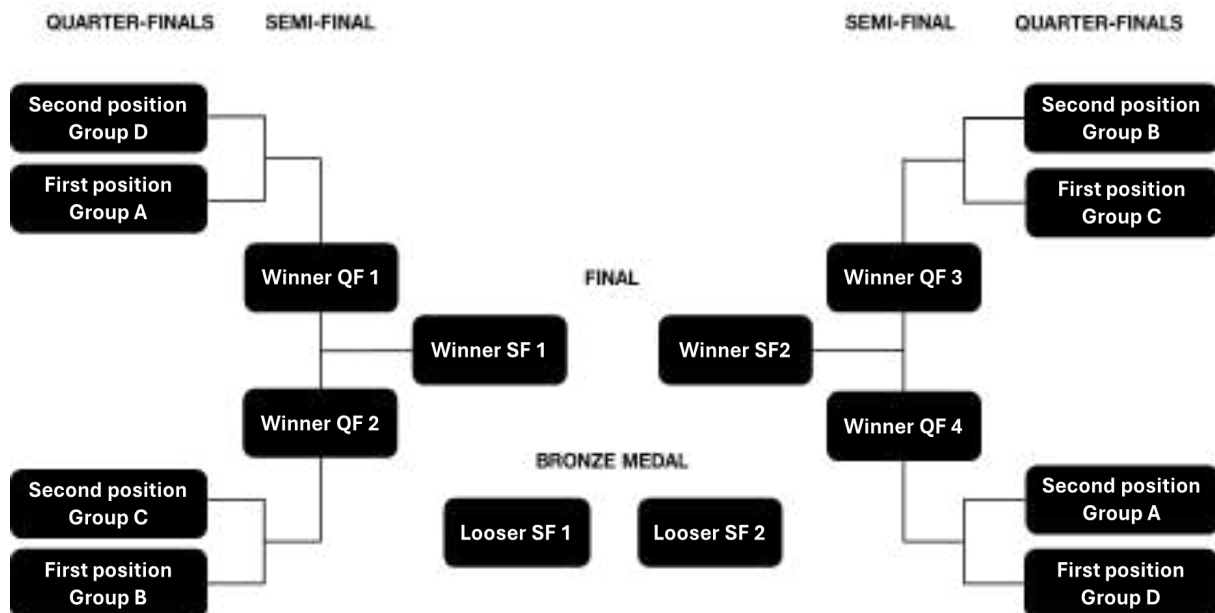 QUARTER-FINALS SEMI-FINAL SEMI-FINAL QUARTER-FINALS
Second position
Group D
First position
Group A
Second position
Group B
First position
Group C
Winner QF 1
FINAL
Winner QF 3
Winner SF 1
Winner SF2
Winner QF 2
Winner QF 4
BRONZE MEDAL
Second position
Group C
First position
Group B
Looser SF 1
Looser SF 2
Second position
Group A
First position
Group D